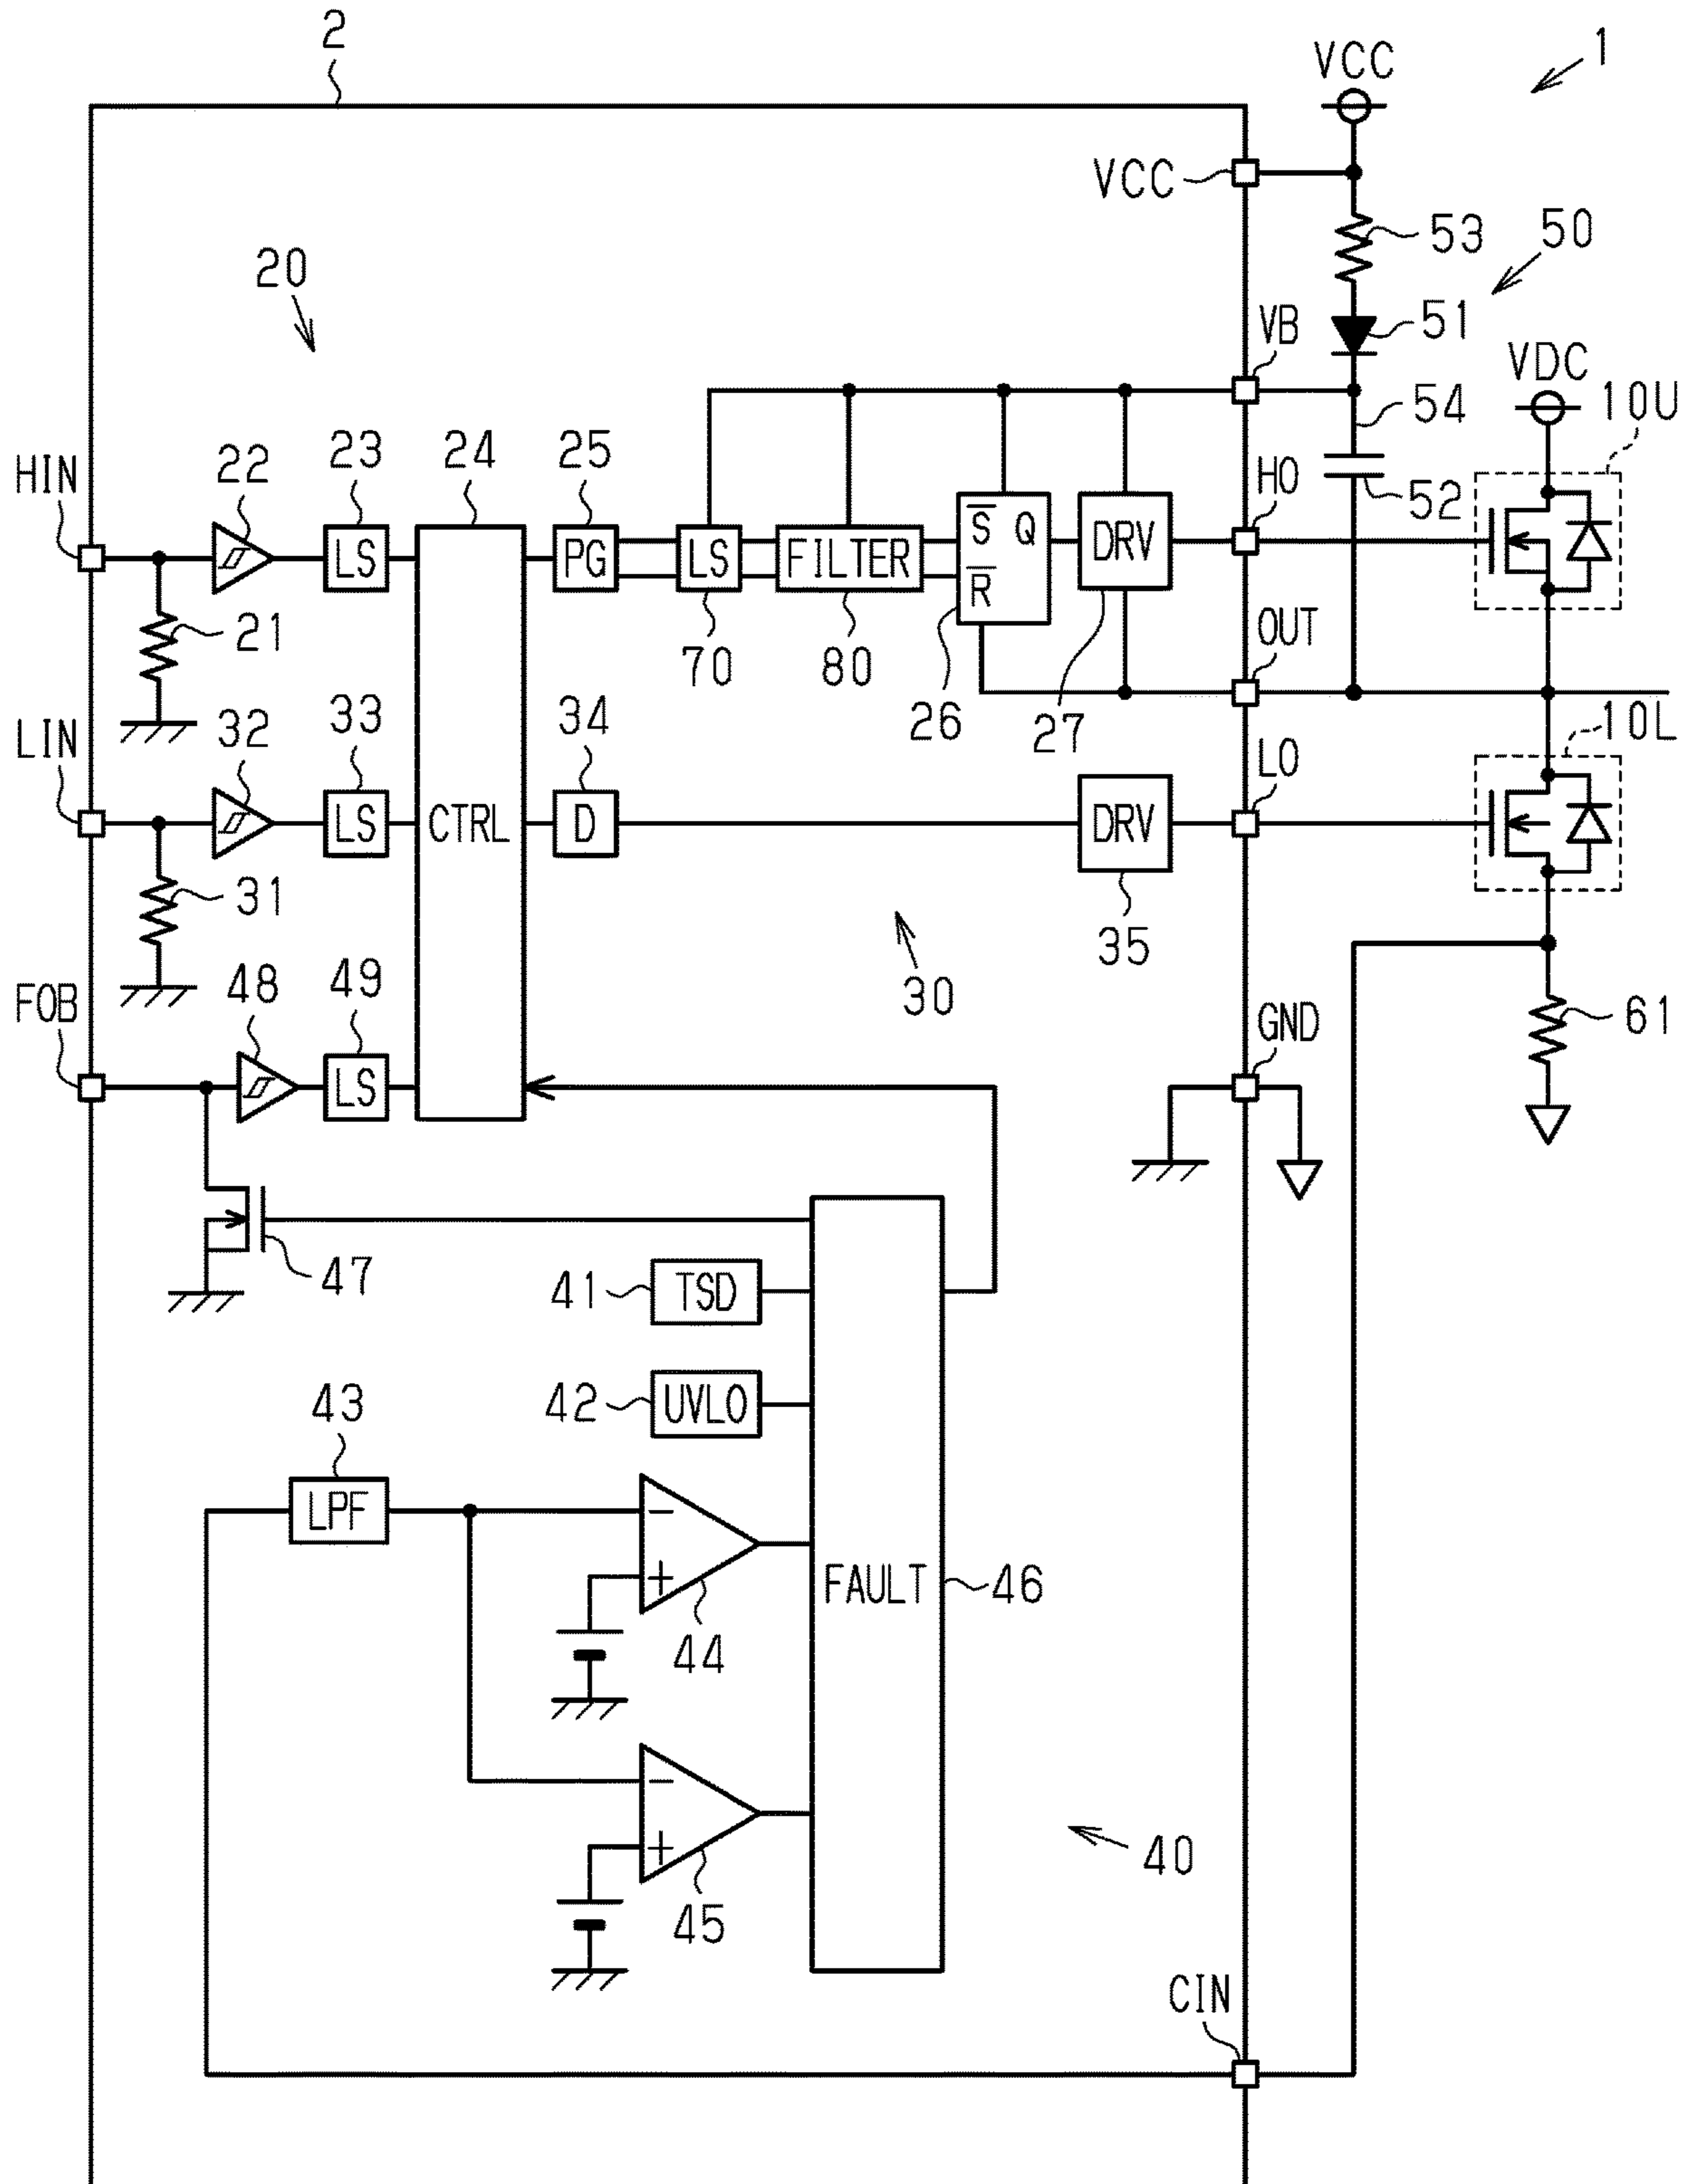 2
VCC
1
VCC
53
50
20
VB
51
VDC
10U
54
22
23
24
25
HIN
HO
52
LS
PG
LS
FILTER
S Q
R
DRV
21
70
80
26
27
OUT
10L
LIN
32
33
34
LO
LS
CTRL
D
DRV
31
35
FOB
48
49
30
GND
61
LS
47
41
TSD
42
UVLO
43
LPF
−
+
44
FAULT
46
−
+
45
40
CIN